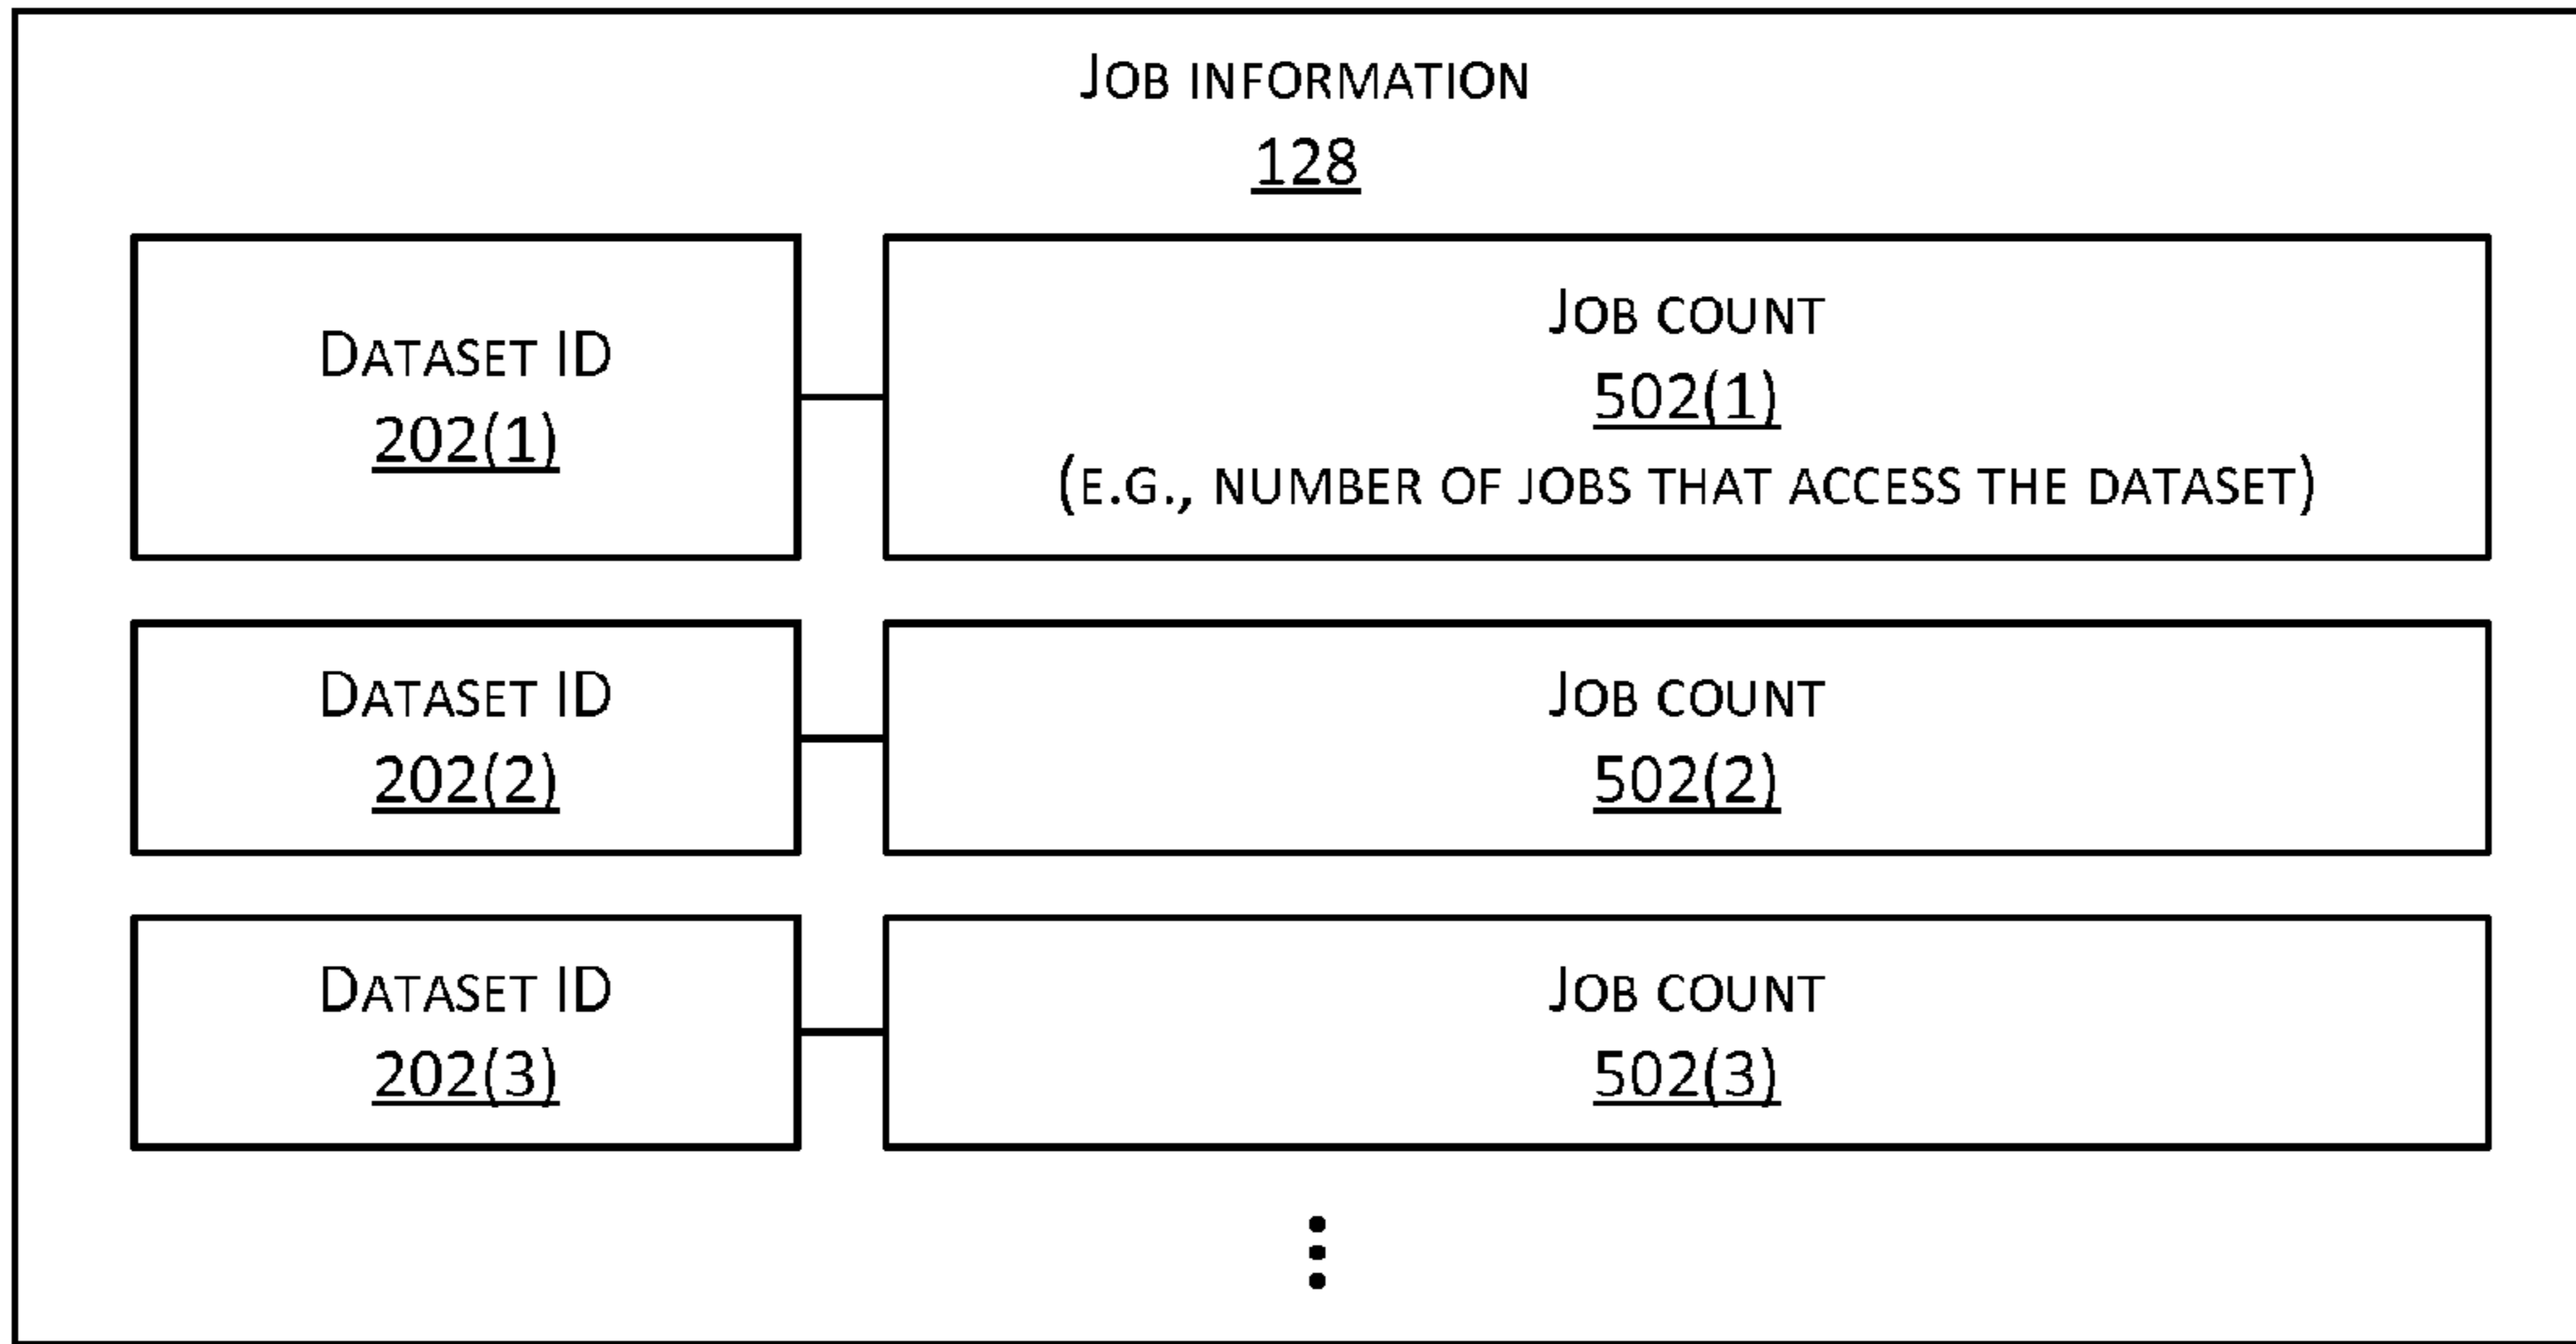 JOB INFORMATION
128
DATASET ID
202(1)
JOB COUNT
502(1)
(E.G., NUMBER OF JOBS THAT ACCESS THE DATASET)
DATASET ID
202(2)
JOB COUNT
502(2)
DATASET ID
202(3)
JOB COUNT
502(3)